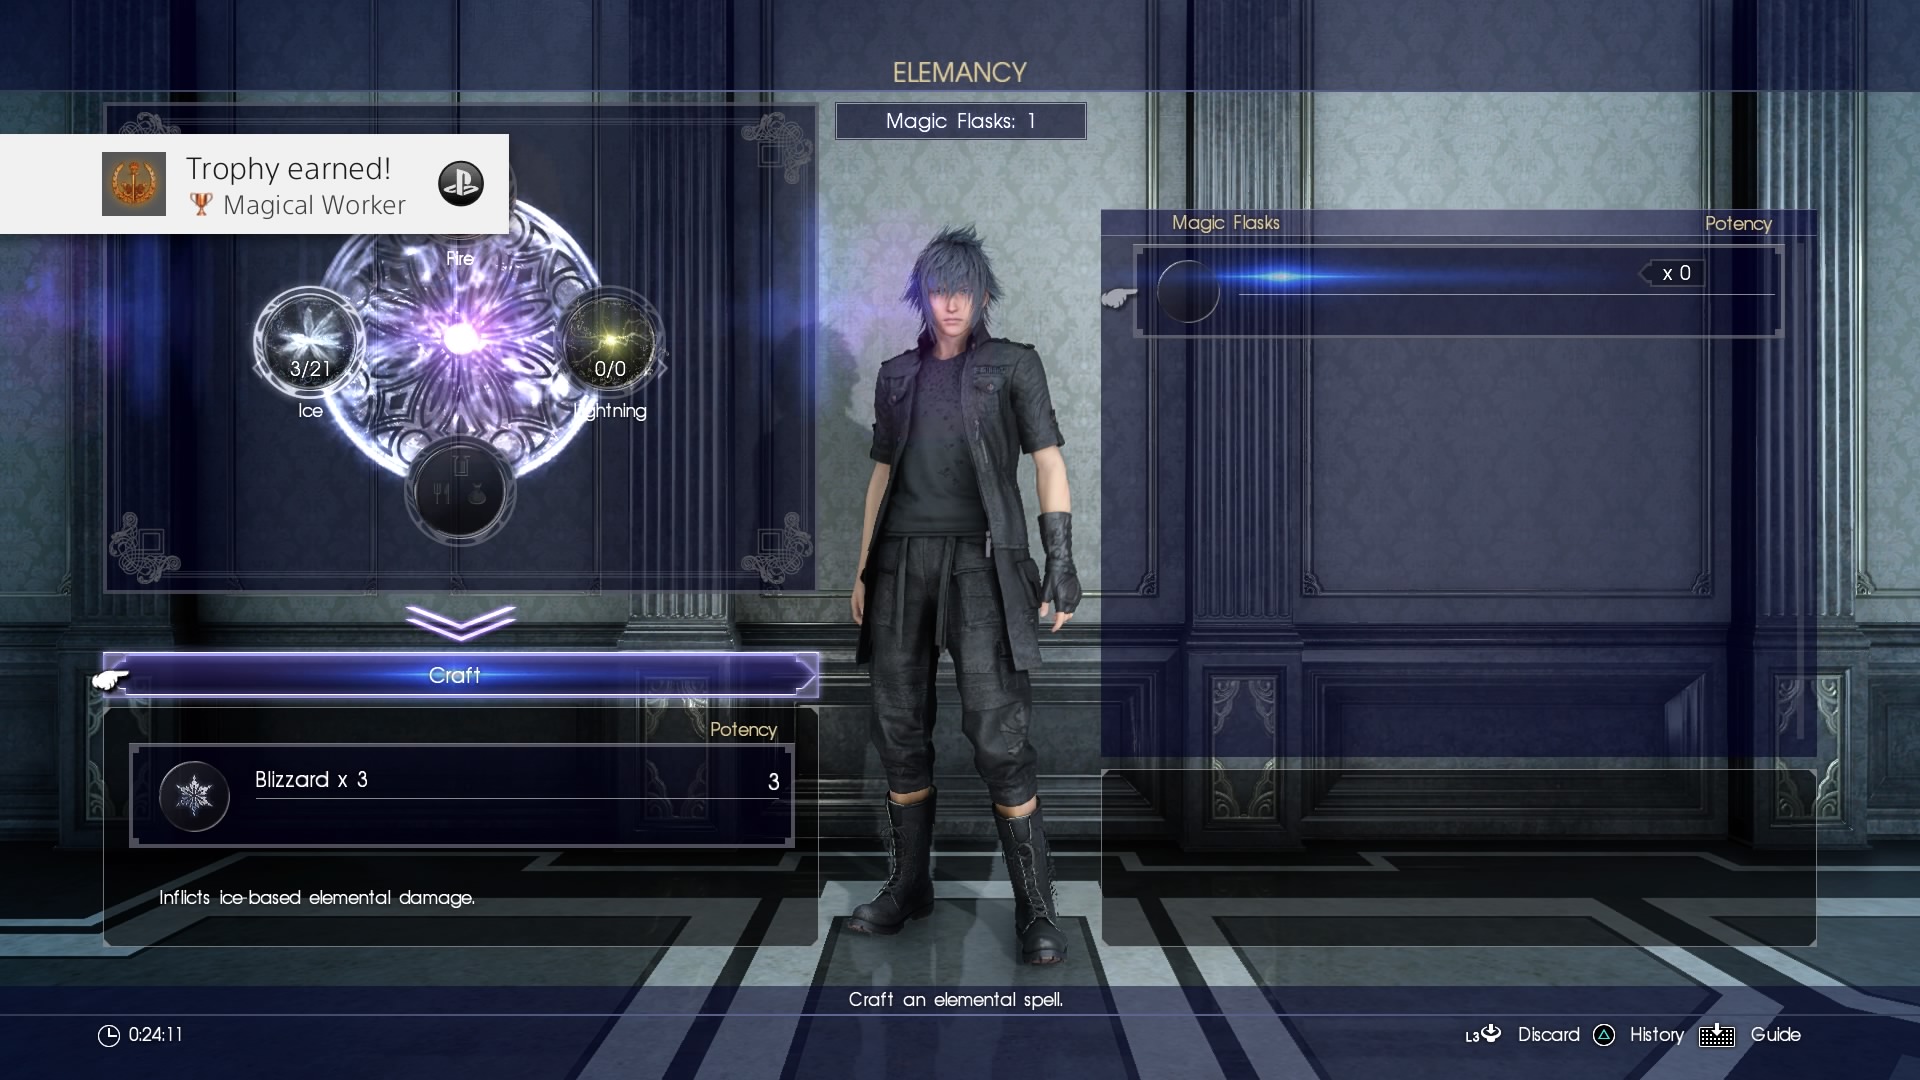 ELEMANCY
Magic Flasks: 1
Trophy earned!
Magical Worker
Fire
3/21
Ice
0/0
Lightning
Craft
Potency
Blizzard x 3
3
Inflicts ice-based elemental damage.
Magic Flasks
Potency
x 0
Craft an elemental spell.
0:24:11
L3
Discard
History
Guide